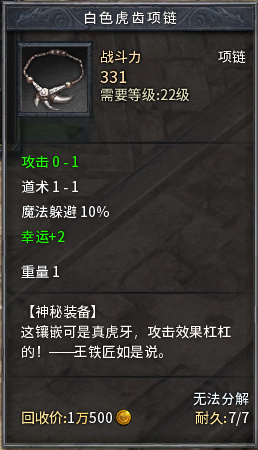 白色虎齿项链
战斗力 项链
331
需要等级:22级
攻击 0 - 1
道术 1 - 1
魔法躲避 10%
幸运+2
重量 1
【神秘装备】
这镶嵌可是真虎牙，攻击效果杠杠
的！——王铁匠如是说。
无法分解
回收价:1万500 耐久:7/7